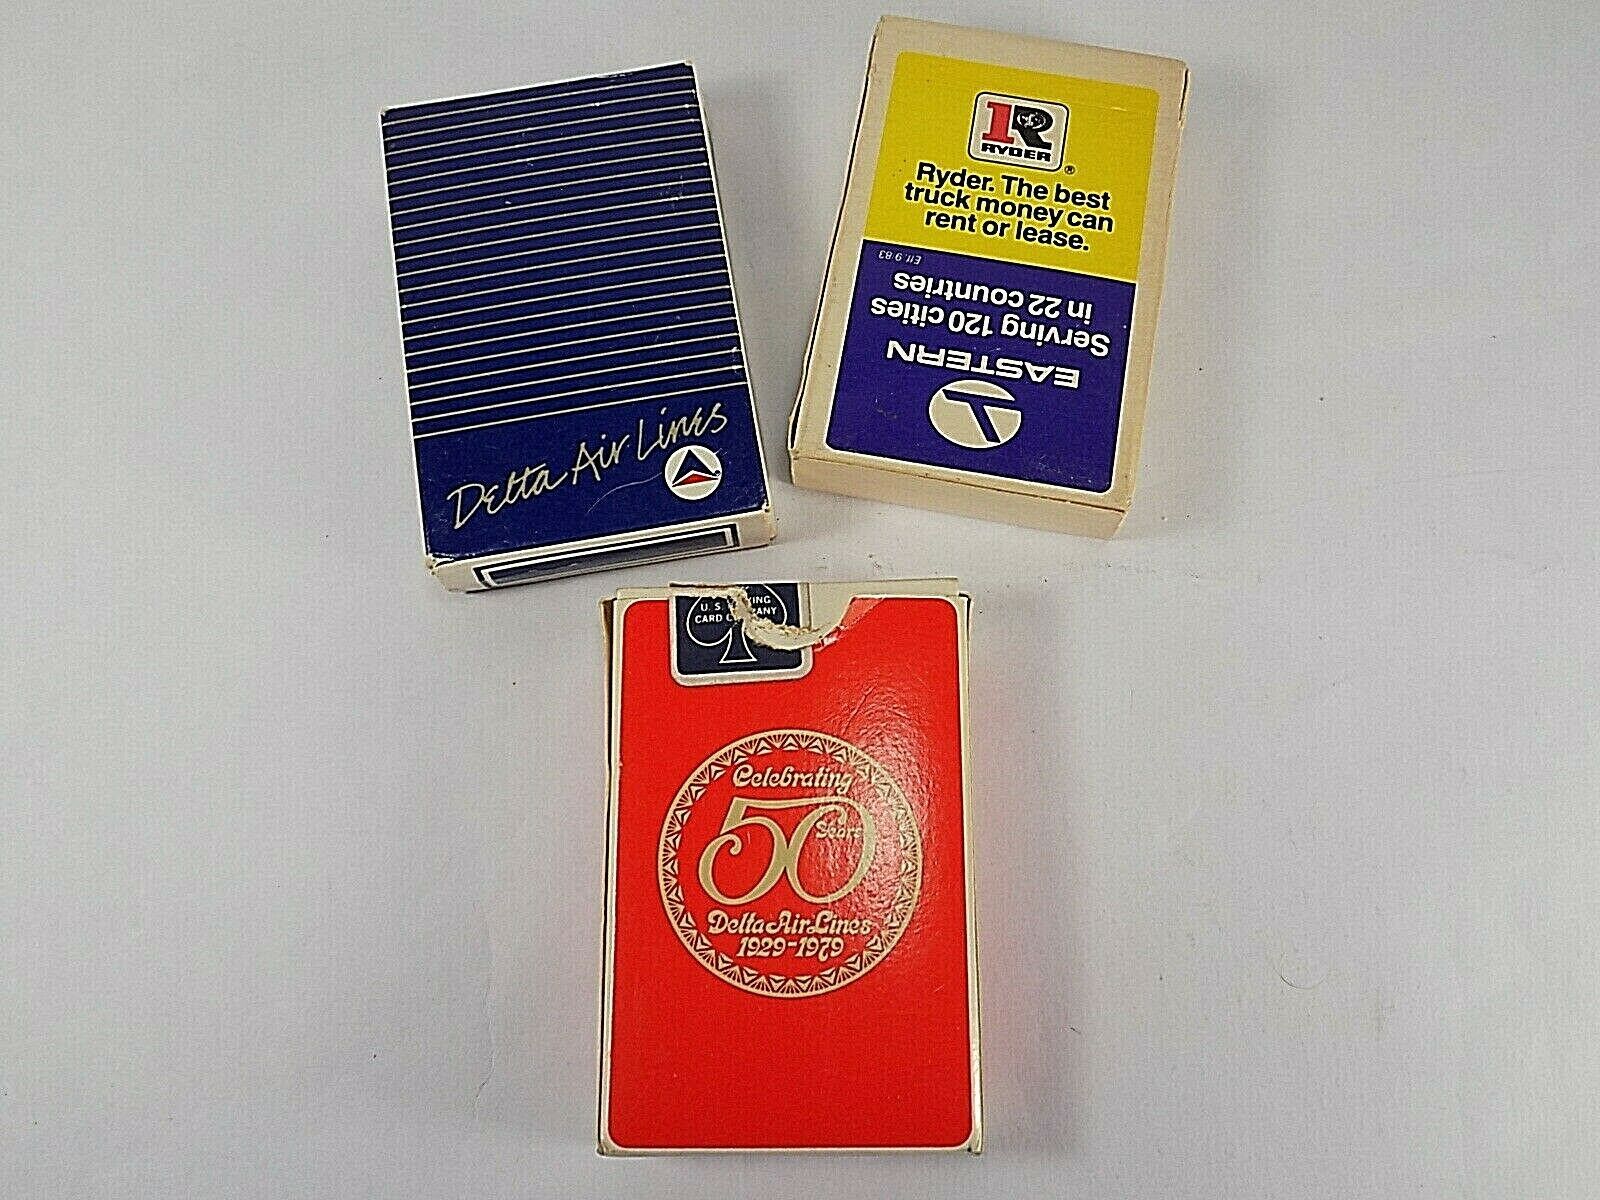 Delta Air Lines
R
RYDER
®
Ryder. The best
truck money can
rent or lease.
EASTERN
Serving 120 cities
in 22 countries
Eff. 9/83
U. S.
CARD
Celebrating
50
Years
Delta Air Lines
1929-1979